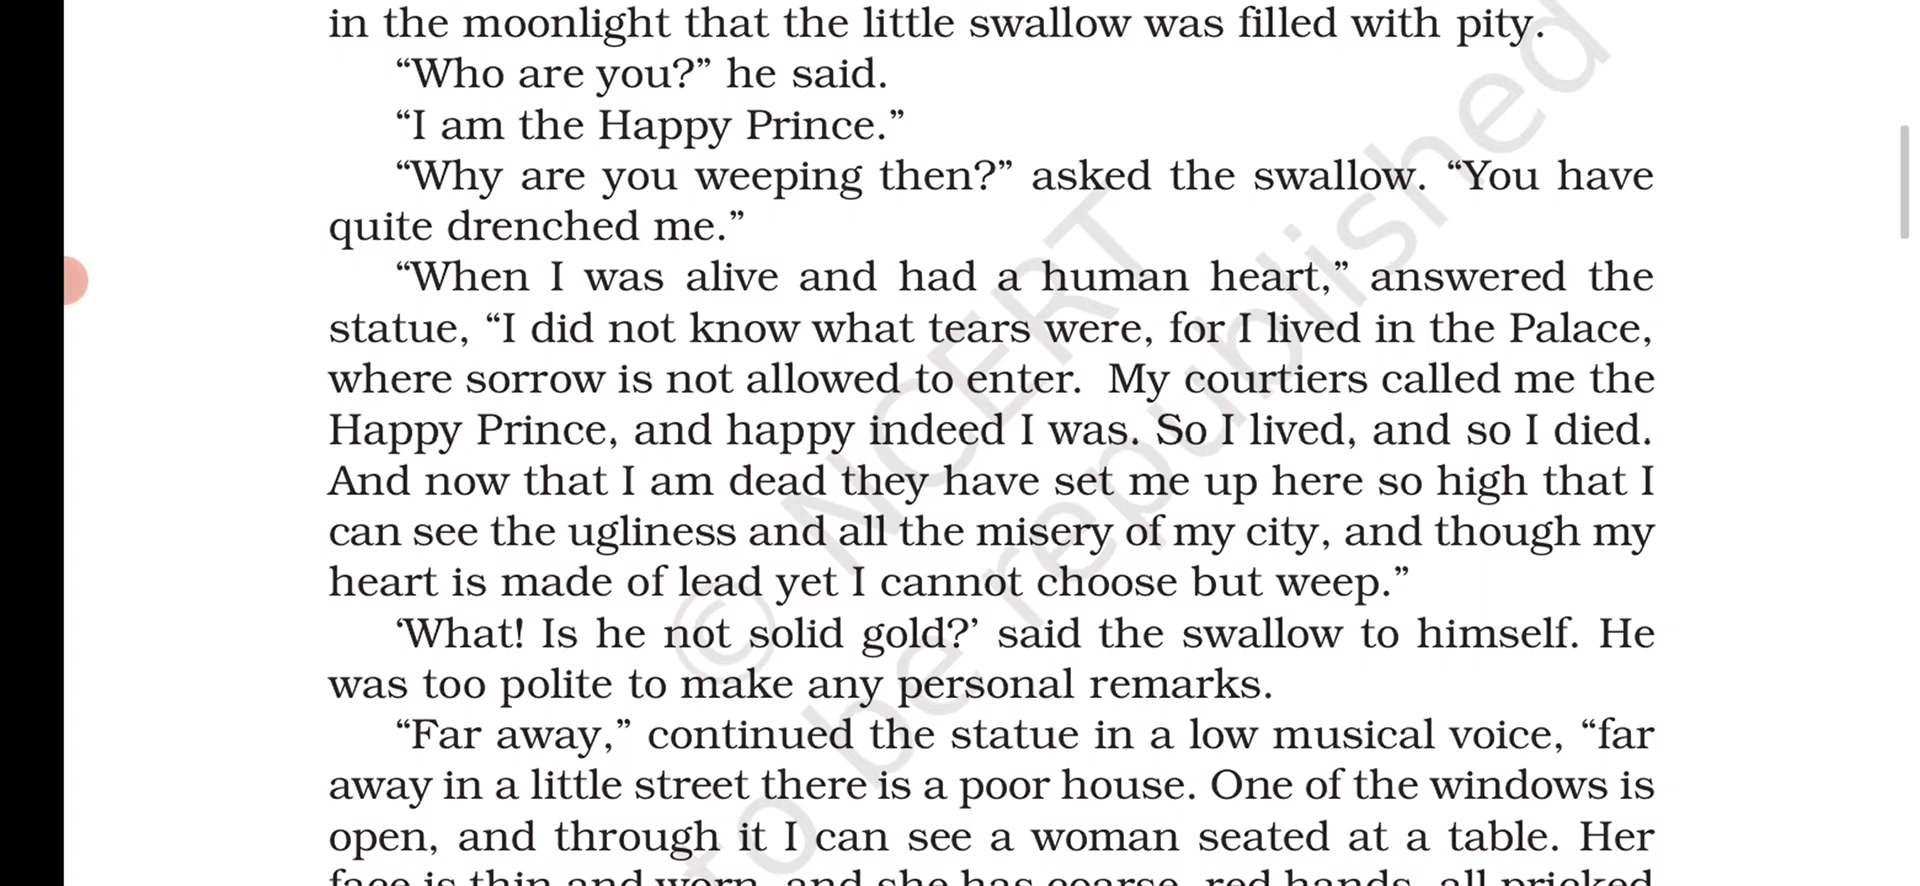 in the moonlight that the little swallow was filled with pity.
“Who are you?” he said.
“I am the Happy Prince.”
“Why are you weeping then?” asked the swallow. “You have
quite drenched me.”
“When I was alive and had a human heart,” answered the
statue, “I did not know what tears were, for I lived in the Palace,
where sorrow is not allowed to enter.  My courtiers called me the
Happy Prince, and happy indeed I was. So I lived, and so I died.
And now that I am dead they have set me up here so high that I
can see the ugliness and all the misery of my city, and though my
heart is made of lead yet I cannot choose but weep.”
‘What! Is he not solid gold?’ said the swallow to himself. He
was too polite to make any personal remarks.
“Far away,” continued the statue in a low musical voice, “far
away in a little street there is a poor house. One of the windows is
open, and through it I can see a woman seated at a table. Her
face is thin and worn, and she has coarse, red hands, all pricked
© NCERT
to be republished